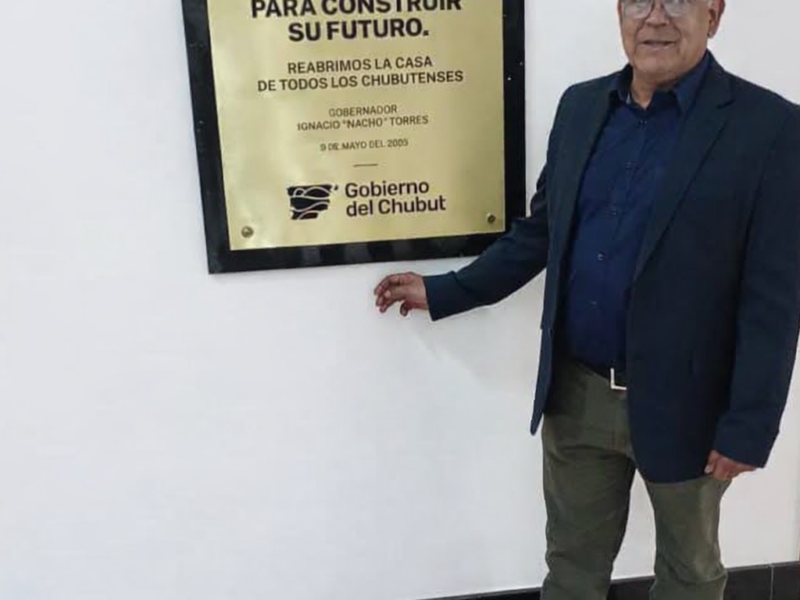 PARA CONSTRUIR
SU FUTURO.
REABRIMOS LA CASA
DE TODOS LOS CHUBUTENSES
GOBERNADOR
IGNACIO "NACHO" TORRES
9 DE MAYO DEL 2005
Gobierno
del Chubut